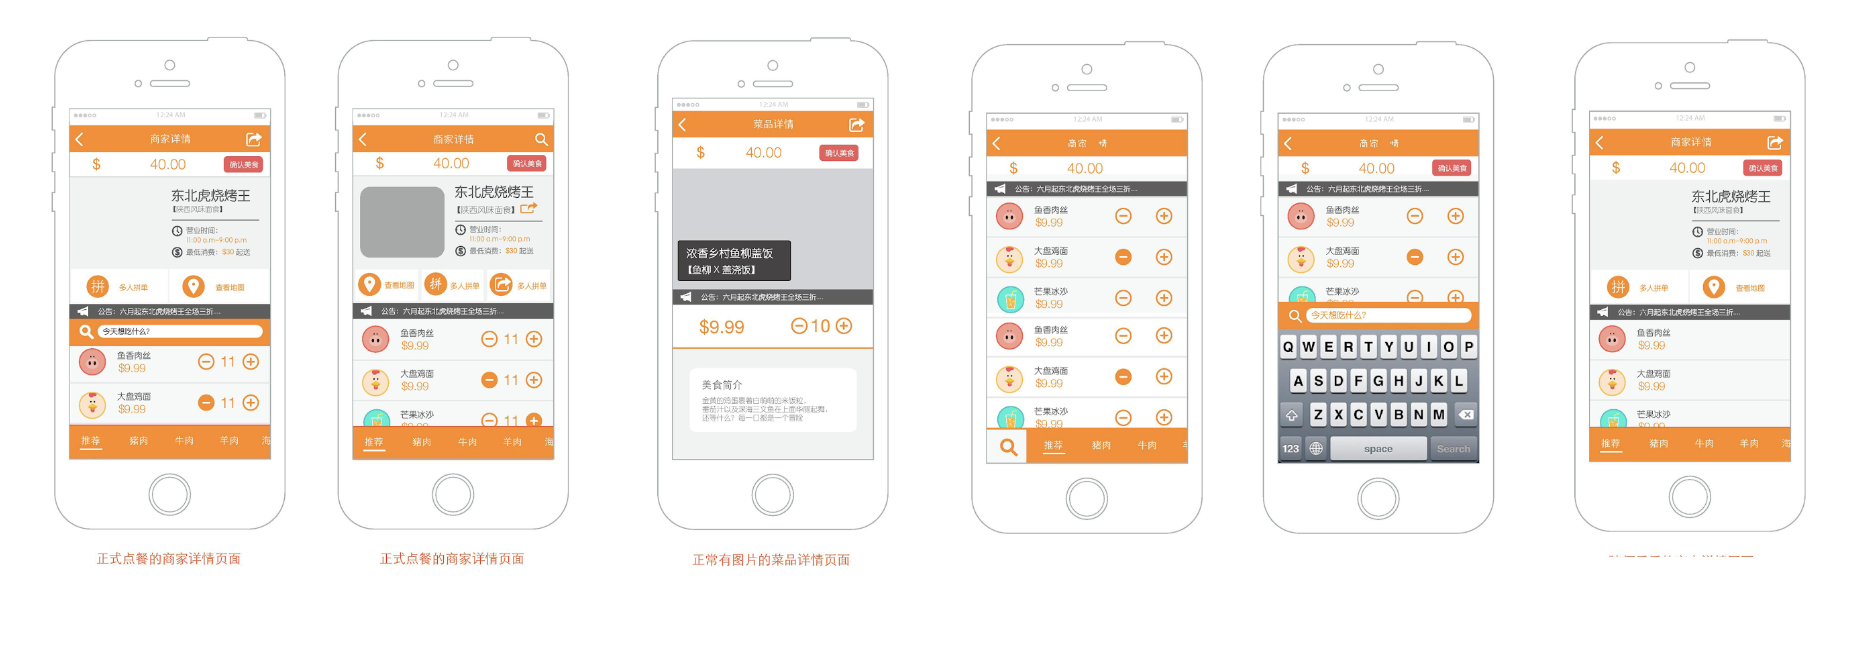 12:24 AM
商家详情
$ 40.00 确认美食
东北虎烧烤王
【陕西风味面食】
营业时间:
11:00 a.m-9:00 p.m
最低消费: $30 起送
多人拼单 查看地图
公告: 六月起东北虎烧烤王全场三折...
今天想吃什么?
鱼香肉丝
$9.99 11
大盘鸡面
$9.99 11
推荐 猪肉 牛肉 羊肉 海
正式点餐的商家详情页面
12:24 AM
商家详情
$ 40.00 确认美食
东北虎烧烤王
【陕西风味面食】
营业时间:
11:00 a.m-9:00 p.m
最低消费: $30 起送
查看地图 拼 多人拼单 多人拼单
公告: 六月起东北虎烧烤王全场三折...
鱼香肉丝
$9.99 11
大盘鸡面
$9.99 11
芒果冰沙
$9.99 11
推荐 猪肉 牛肉 羊肉 海
正式点餐的商家详情页面
12:24 AM
菜品详情
$ 40.00 确认美食
浓香乡村鱼柳盖饭
【鱼柳 X 盖浇饭】
公告: 六月起东北虎烧烤王全场三折...
$9.99 10
美食简介
正常有图片的菜品详情页面
12:24 AM
商家 情
$ 40.00
公告: 六月起东北虎烧烤王全场三折...
鱼香肉丝
$9.99
大盘鸡面
$9.99
芒果冰沙
$9.99
鱼香肉丝
$9.99
大盘鸡面
$9.99
芒果冰沙
$9.99
推荐 猪肉 牛肉
12:24 AM
商家 情
$ 40.00 确认美食
公告: 六月起东北虎烧烤王全场三折...
鱼香肉丝
$9.99
大盘鸡面
$9.99
芒果冰沙
今天想吃什么?
Q W E R T Y U I O P
A S D F G H J K L
Z X C V B N M
123 space Search
12:24 AM
商家详情
$ 40.00 确认美食
东北虎烧烤王
【陕西风味面食】
营业时间:
11:00 a.m-9:00 p.m
最低消费: $30 起送
拼 多人拼单 查看地图
公告: 六月起东北虎烧烤王全场三折...
鱼香肉丝
$9.99
大盘鸡面
$9.99
芒果冰沙
$9.99
推荐 猪肉 牛肉 羊肉 海